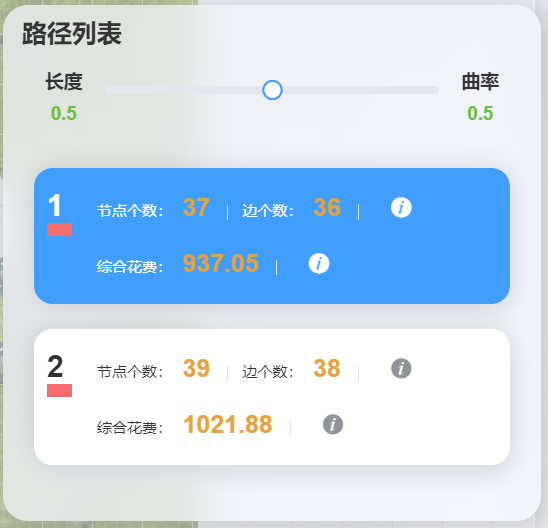 路径列表
长度 曲率
0.5 0.5
1 节点个数： 37 边个数： 36
综合花费： 937.05
2 节点个数： 39 边个数： 38
综合花费： 1021.88